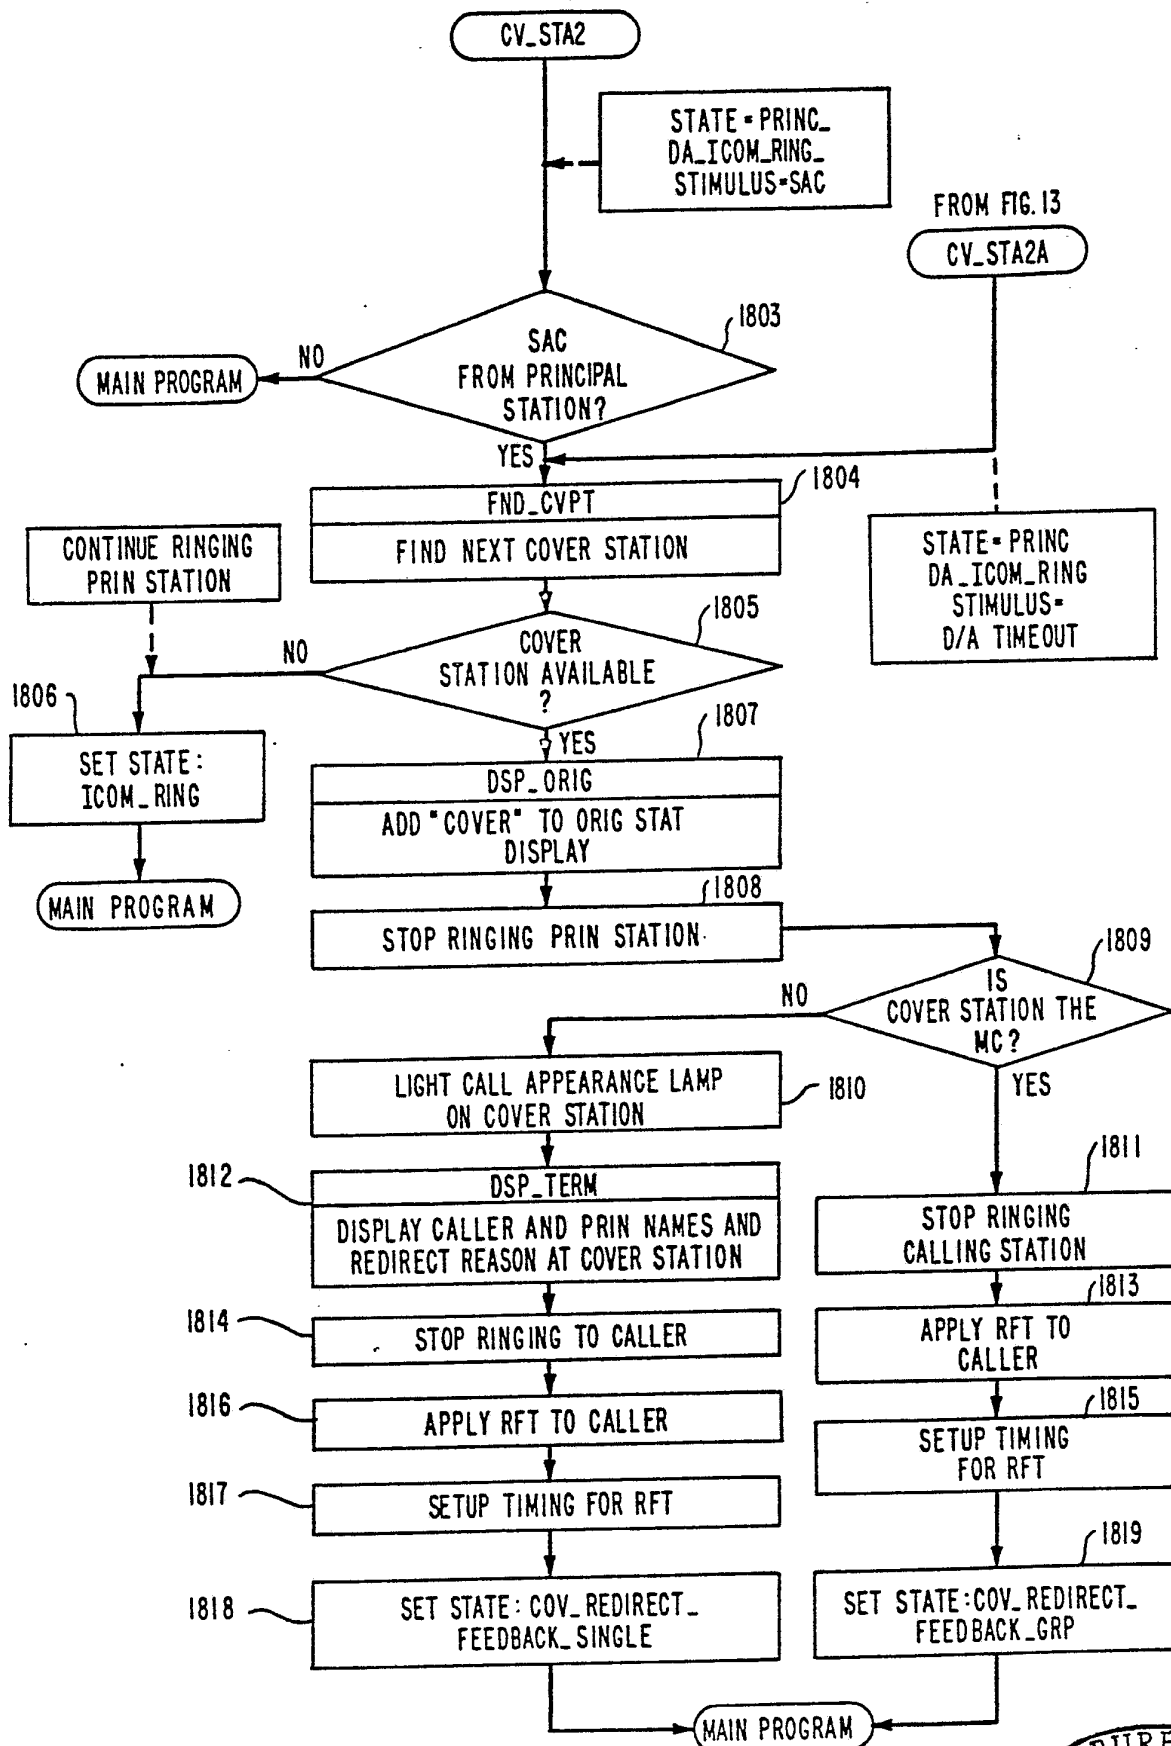 CV_STA2
STATE=PRINC_
DA_ICOM_RING_
STIMULUS=SAC
FROM FIG.13
CV_STA2A
1803
SAC
FROM PRINCIPAL
STATION?
NO
MAIN PROGRAM
YES
1804
FND_CVPT
FIND NEXT COVER STATION
CONTINUE RINGING
PRIN STATION
STATE=PRINC
DA_ICOM_RING
STIMULUS=
D/A TIMEOUT
1805
COVER
STATION AVAILABLE
?
NO
1806
SET STATE:
ICOM_RING
MAIN PROGRAM
YES
1807
DSP_ORIG
ADD "COVER" TO ORIG STAT
DISPLAY
1808
STOP RINGING PRIN STATION
1809
IS
COVER STATION THE
MC?
NO
YES
LIGHT CALL APPEARANCE LAMP
ON COVER STATION
1810
1811
STOP RINGING
CALLING STATION
1812
DSP_TERM
DISPLAY CALLER AND PRIN NAMES AND
REDIRECT REASON AT COVER STATION
1813
APPLY RFT TO
CALLER
1814
STOP RINGING TO CALLER
1815
SETUP TIMING
FOR RFT
1816
APPLY RFT TO CALLER
1817
SETUP TIMING FOR RFT
1818
SET STATE: COV_REDIRECT_
FEEDBACK_SINGLE
1819
SET STATE:COV_REDIRECT_
FEEDBACK_GRP
MAIN PROGRAM